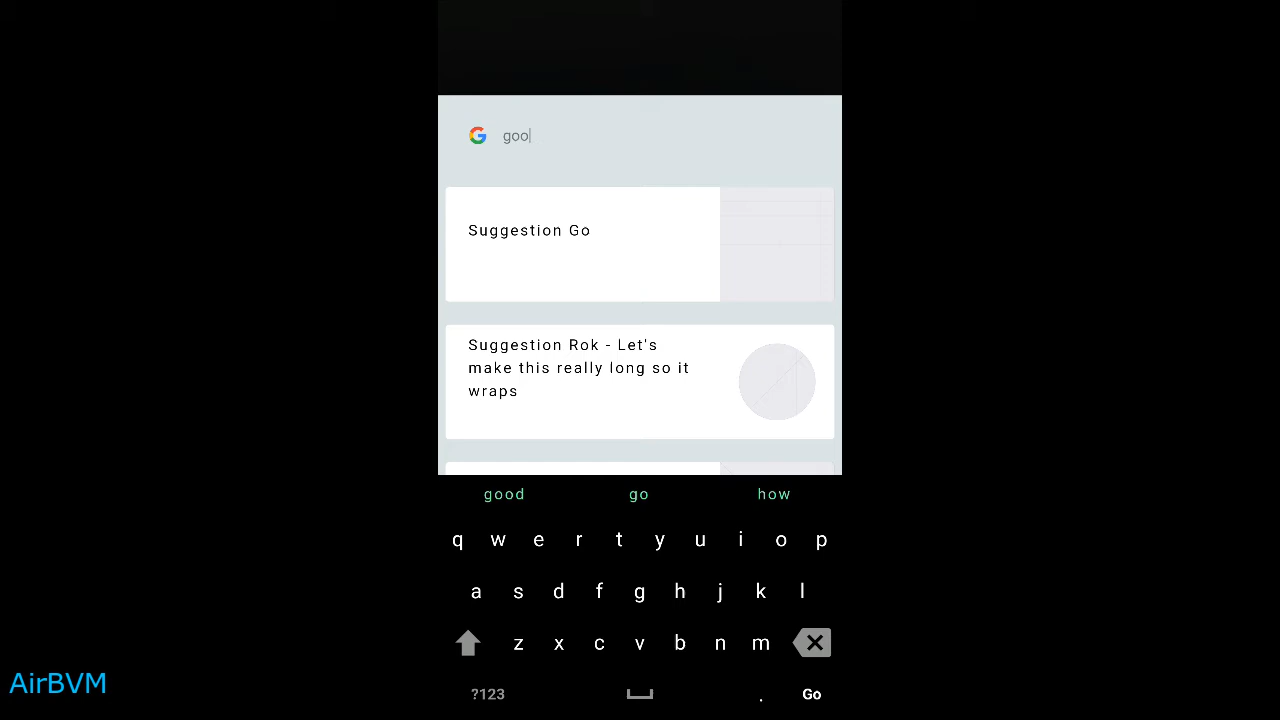 goo
Suggestion Go
Suggestion Rok - Let's
make this really long so it
wraps
good go how
q w e r t y u i o p
a s d f g h j k l
z x c v b n m
?123 . Go
AirBVM